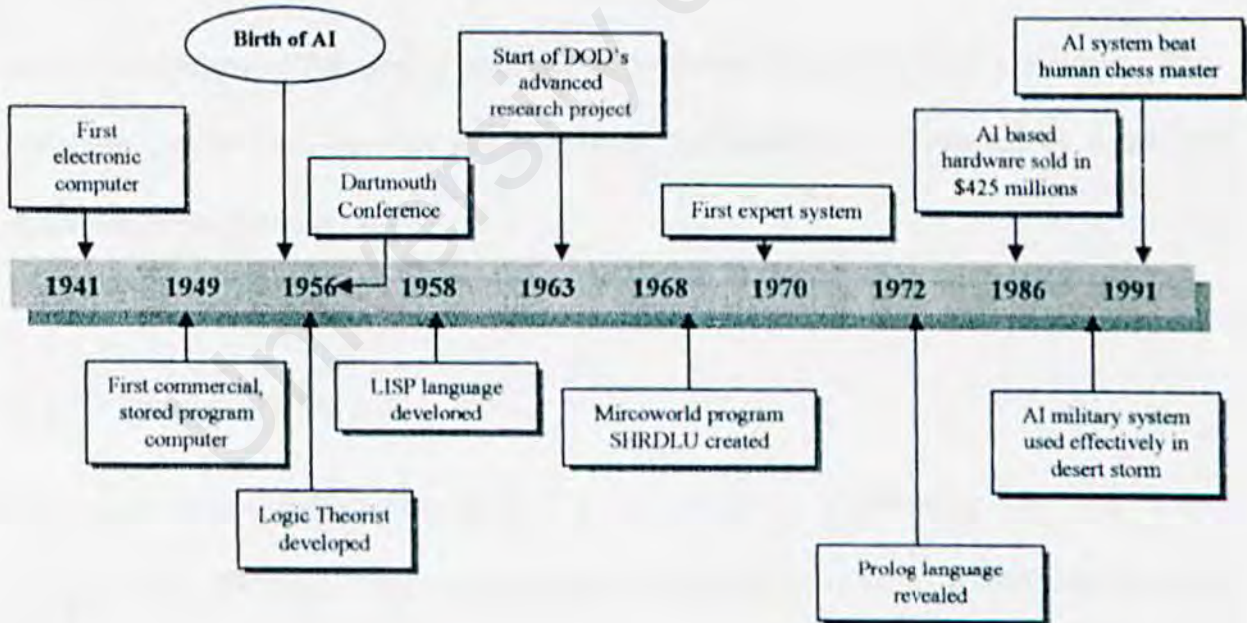 Birth of AI
Start of DOD's
advanced
research project
AI system beat
human chess master
First
electronic
computer
Dartmouth
Conference
First expert system
AI based
hardware sold in
$425 millions
1941 1949 1956 1958 1963 1968 1970 1972 1986 1991
First commercial,
stored program
computer
LISP language
develoned
Mircoworld program
SHRDLU created
AI military system
used effectively in
desert storm
Logic Theorist
developed
Prolog language
revealed
University